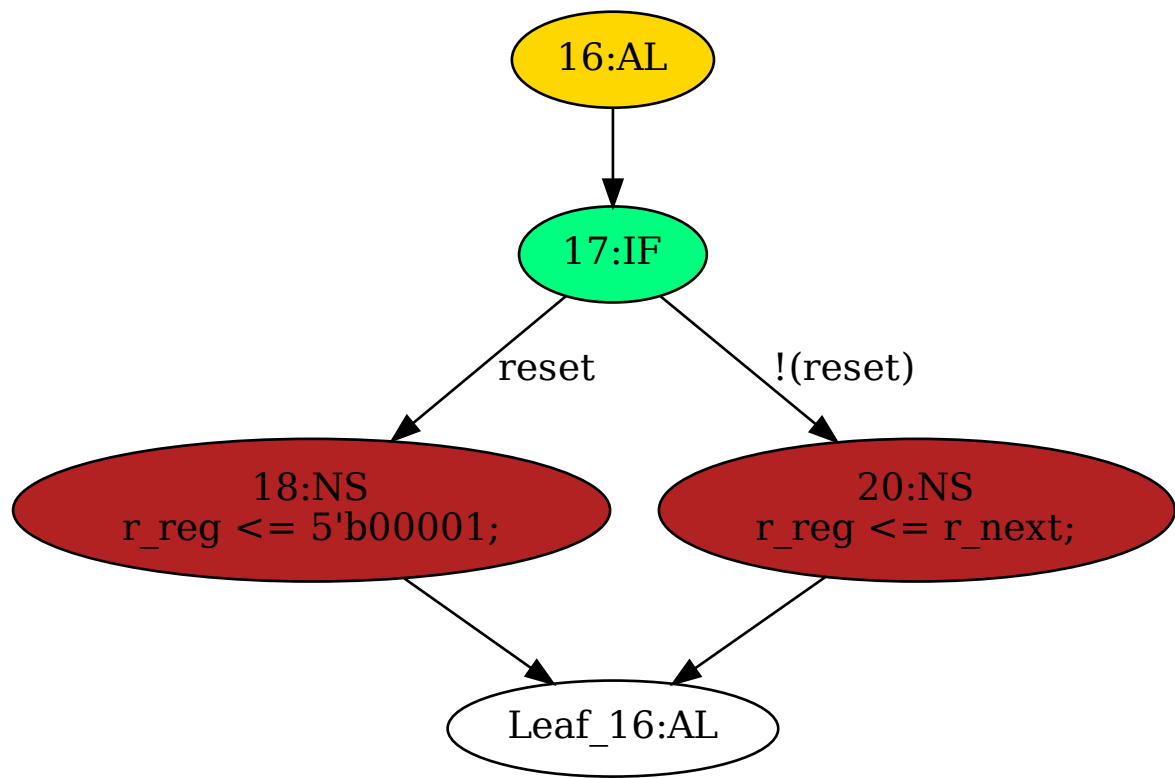 16:AL
17:IF
reset
!(reset)
18:NS
r_reg <= 5'b00001;
20:NS
r_reg <= r_next;
Leaf_16:AL